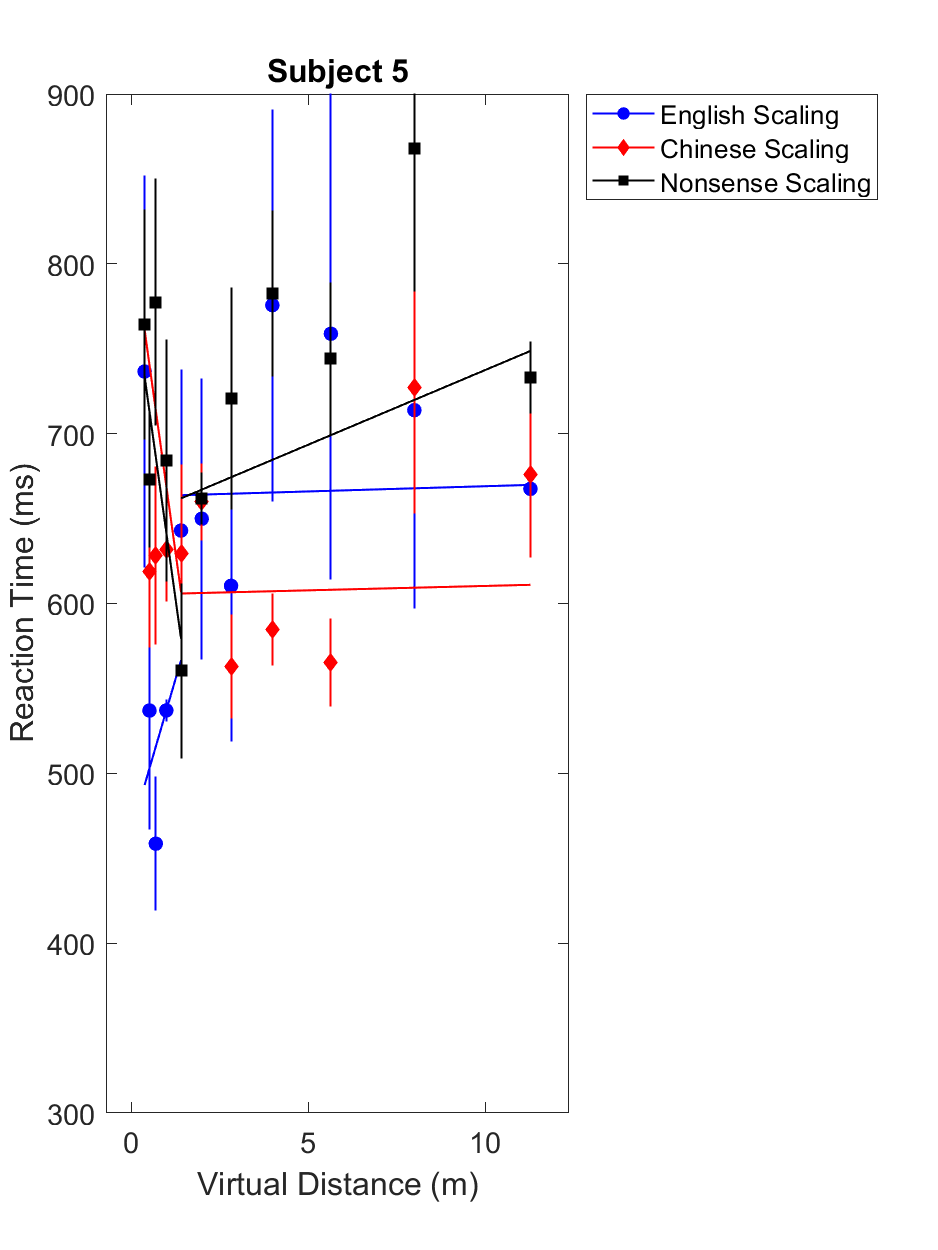 Subject 5
900
800
700
600
500
400
300
0 5 10
Reaction Time (ms)
Virtual Distance (m)
English Scaling
Chinese Scaling
Nonsense Scaling